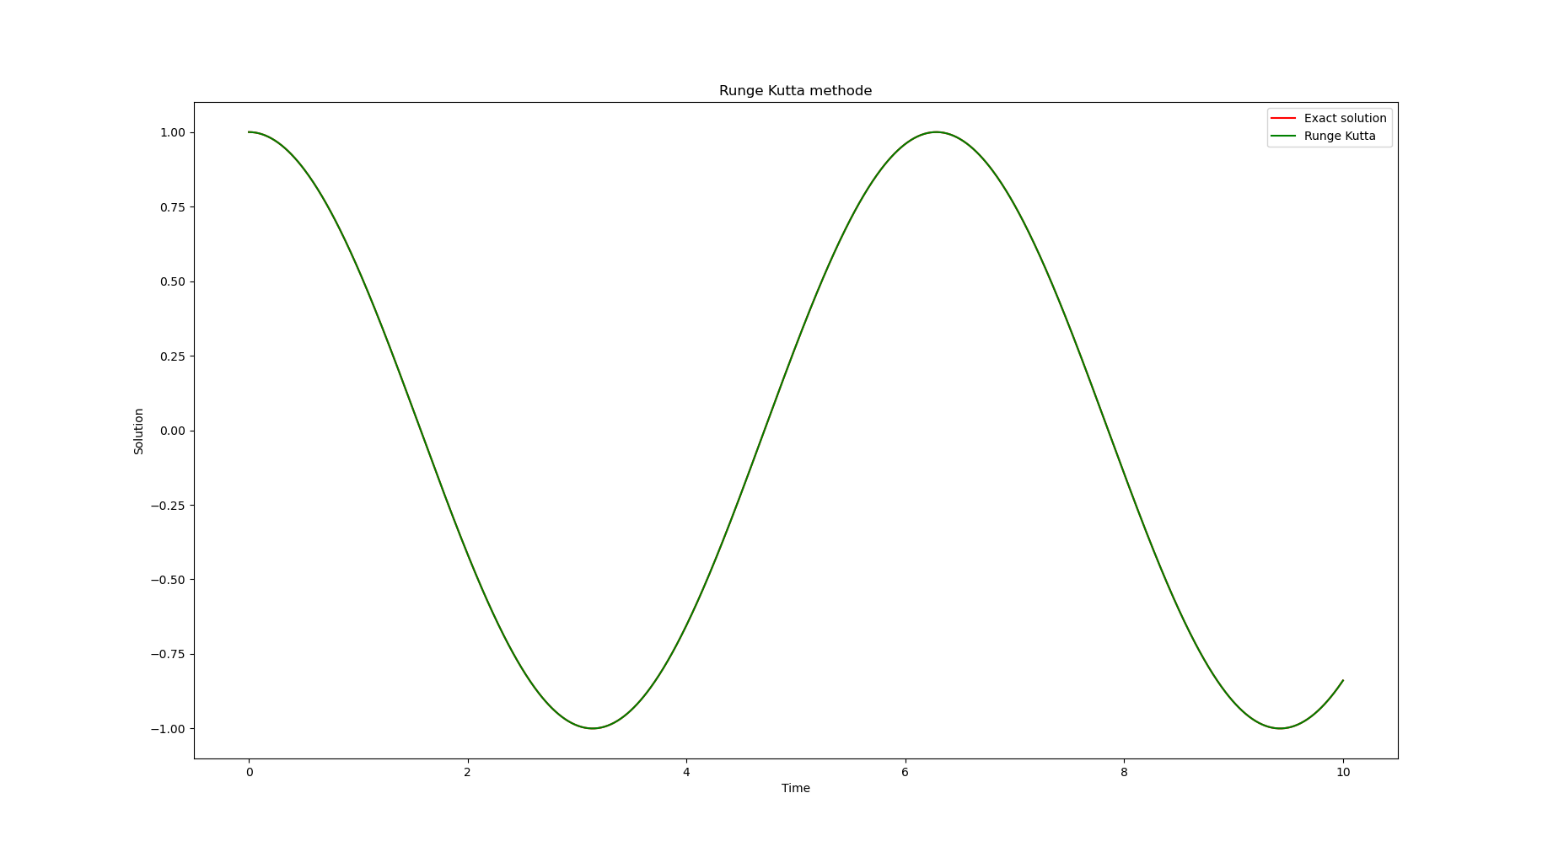 Runge Kutta methode
Exact solution
Runge Kutta
1.00
0.75
0.50
0.25
0.00
−0.25
−0.50
−0.75
−1.00
Solution
0 2 4 6 8 10
Time